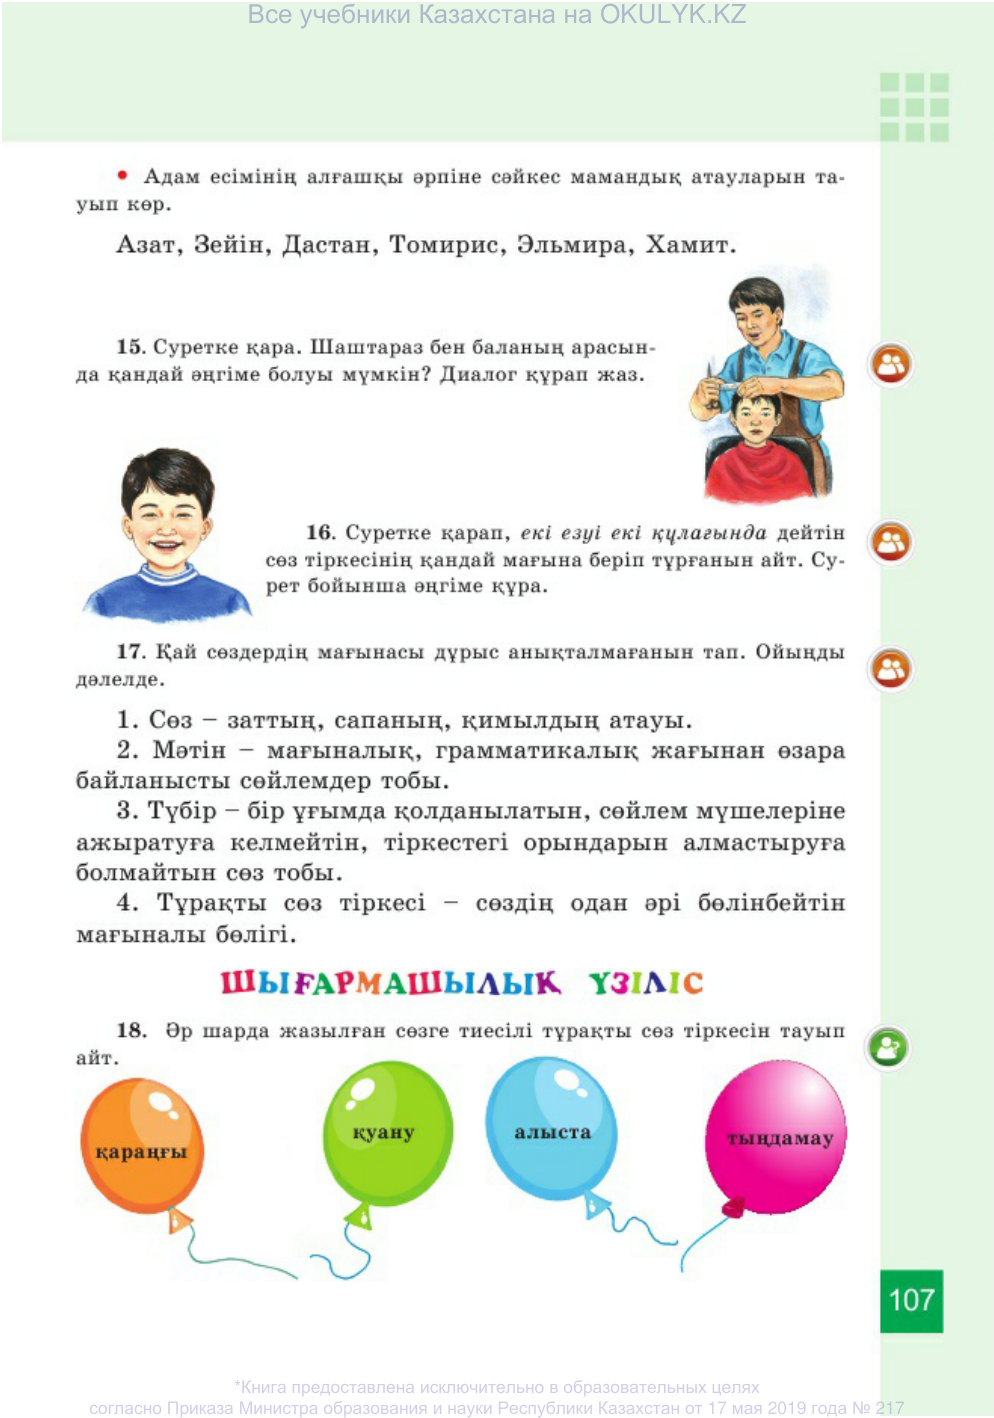 Все учебники Казахстана на OKULYK.KZ
• Адам есімінің алғашқы әрпіне сәйкес мамандық атауларын та-
уып көр.
Азат, Зейін, Дастан, Томирис, Эльмира, Хамит.
15. Суретке қара. Шаштараз бен баланың арасын-
да қандай әңгіме болуы мүмкін? Диалог құрап жаз.
16. Суретке қарап, екі езуі екі құлағында дейтін
сөз тіркесінің қандай мағына беріп тұрғанын айт. Су-
рет бойынша әңгіме құра.
17. Қай сөздердің мағынасы дұрыс анықталмағанын тап. Ойыңды
дәлелде.
1. Сөз – заттың, сапаның, қимылдың атауы.
2. Мәтін – мағыналық, грамматикалық жағынан өзара
байланысты сөйлемдер тобы.
3. Түбір – бір ұғымда қолданылатын, сөйлем мүшелеріне
ажыратуға келмейтін, тіркестегі орындарын алмастыруға
болмайтын сөз тобы.
4. Тұрақты сөз тіркесі – сөздің одан әрі бөлінбейтін
мағыналы бөлігі.
ШЫҒАРМАШЫЛЫҚ ҮЗІЛІС
18. Әр шарда жазылған сөзге тиесілі тұрақты сөз тіркесін тауып
айт.
қараңғы
қуану
алыста
тыңдамау
107
*Книга предоставлена исключительно в образовательных целях
согласно Приказа Министра образования и науки Республики Казахстан от 17 мая 2019 года № 217